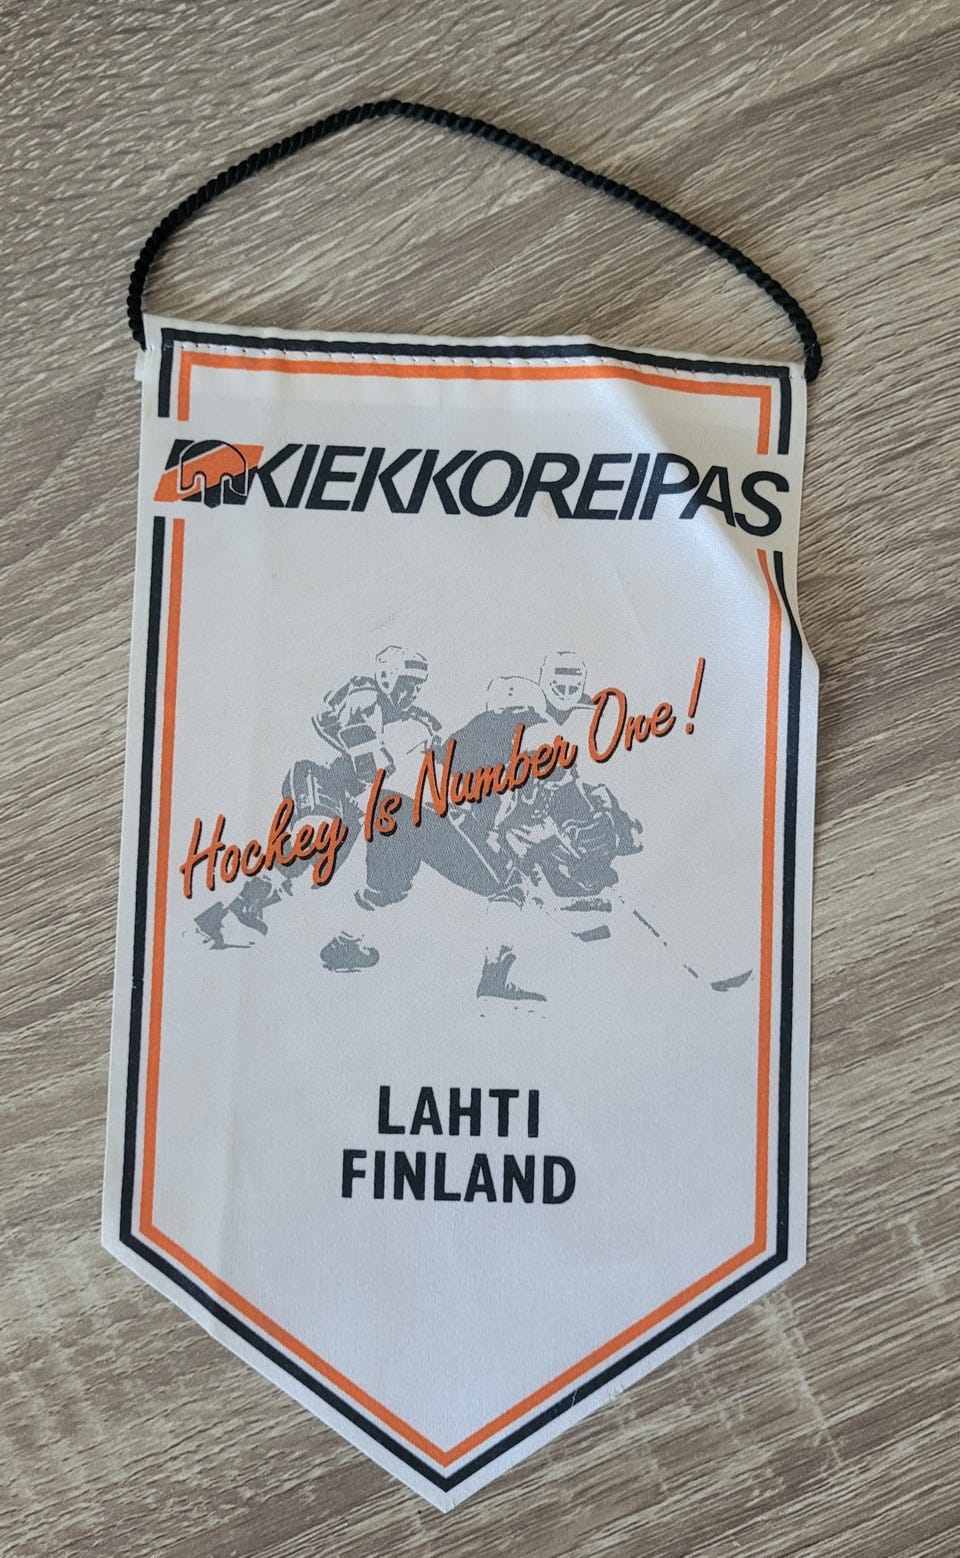 KIEKKOREIPAS
Hockey Is Number One!
LAHTI
FINLAND